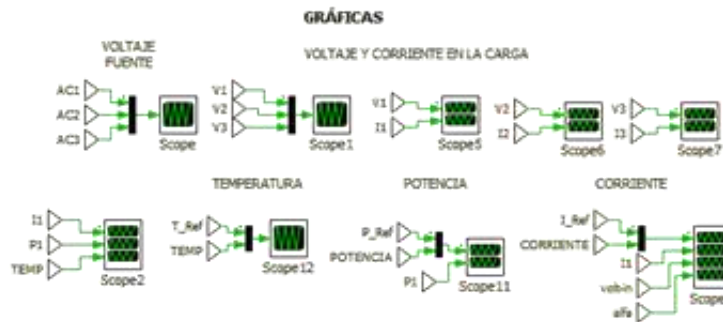 GRÁFICAS
VOLTAJE
FUENTE
VOLTAJE Y CORRIENTE EN LA CARGA
AC1
AC2
AC3
Scope
V1
V2
V3
Scope1
V1
I1
Scope5
V2
I2
Scope6
V3
I3
Scope7
I1
P1
TEMP
Scope2
TEMPERATURA
T_Ref
TEMP
Scope12
POTENCIA
P_Ref
POTENCIA
P1
Scope11
CORRIENTE
I_Ref
CORRIENTE
I1
alfa
Scope